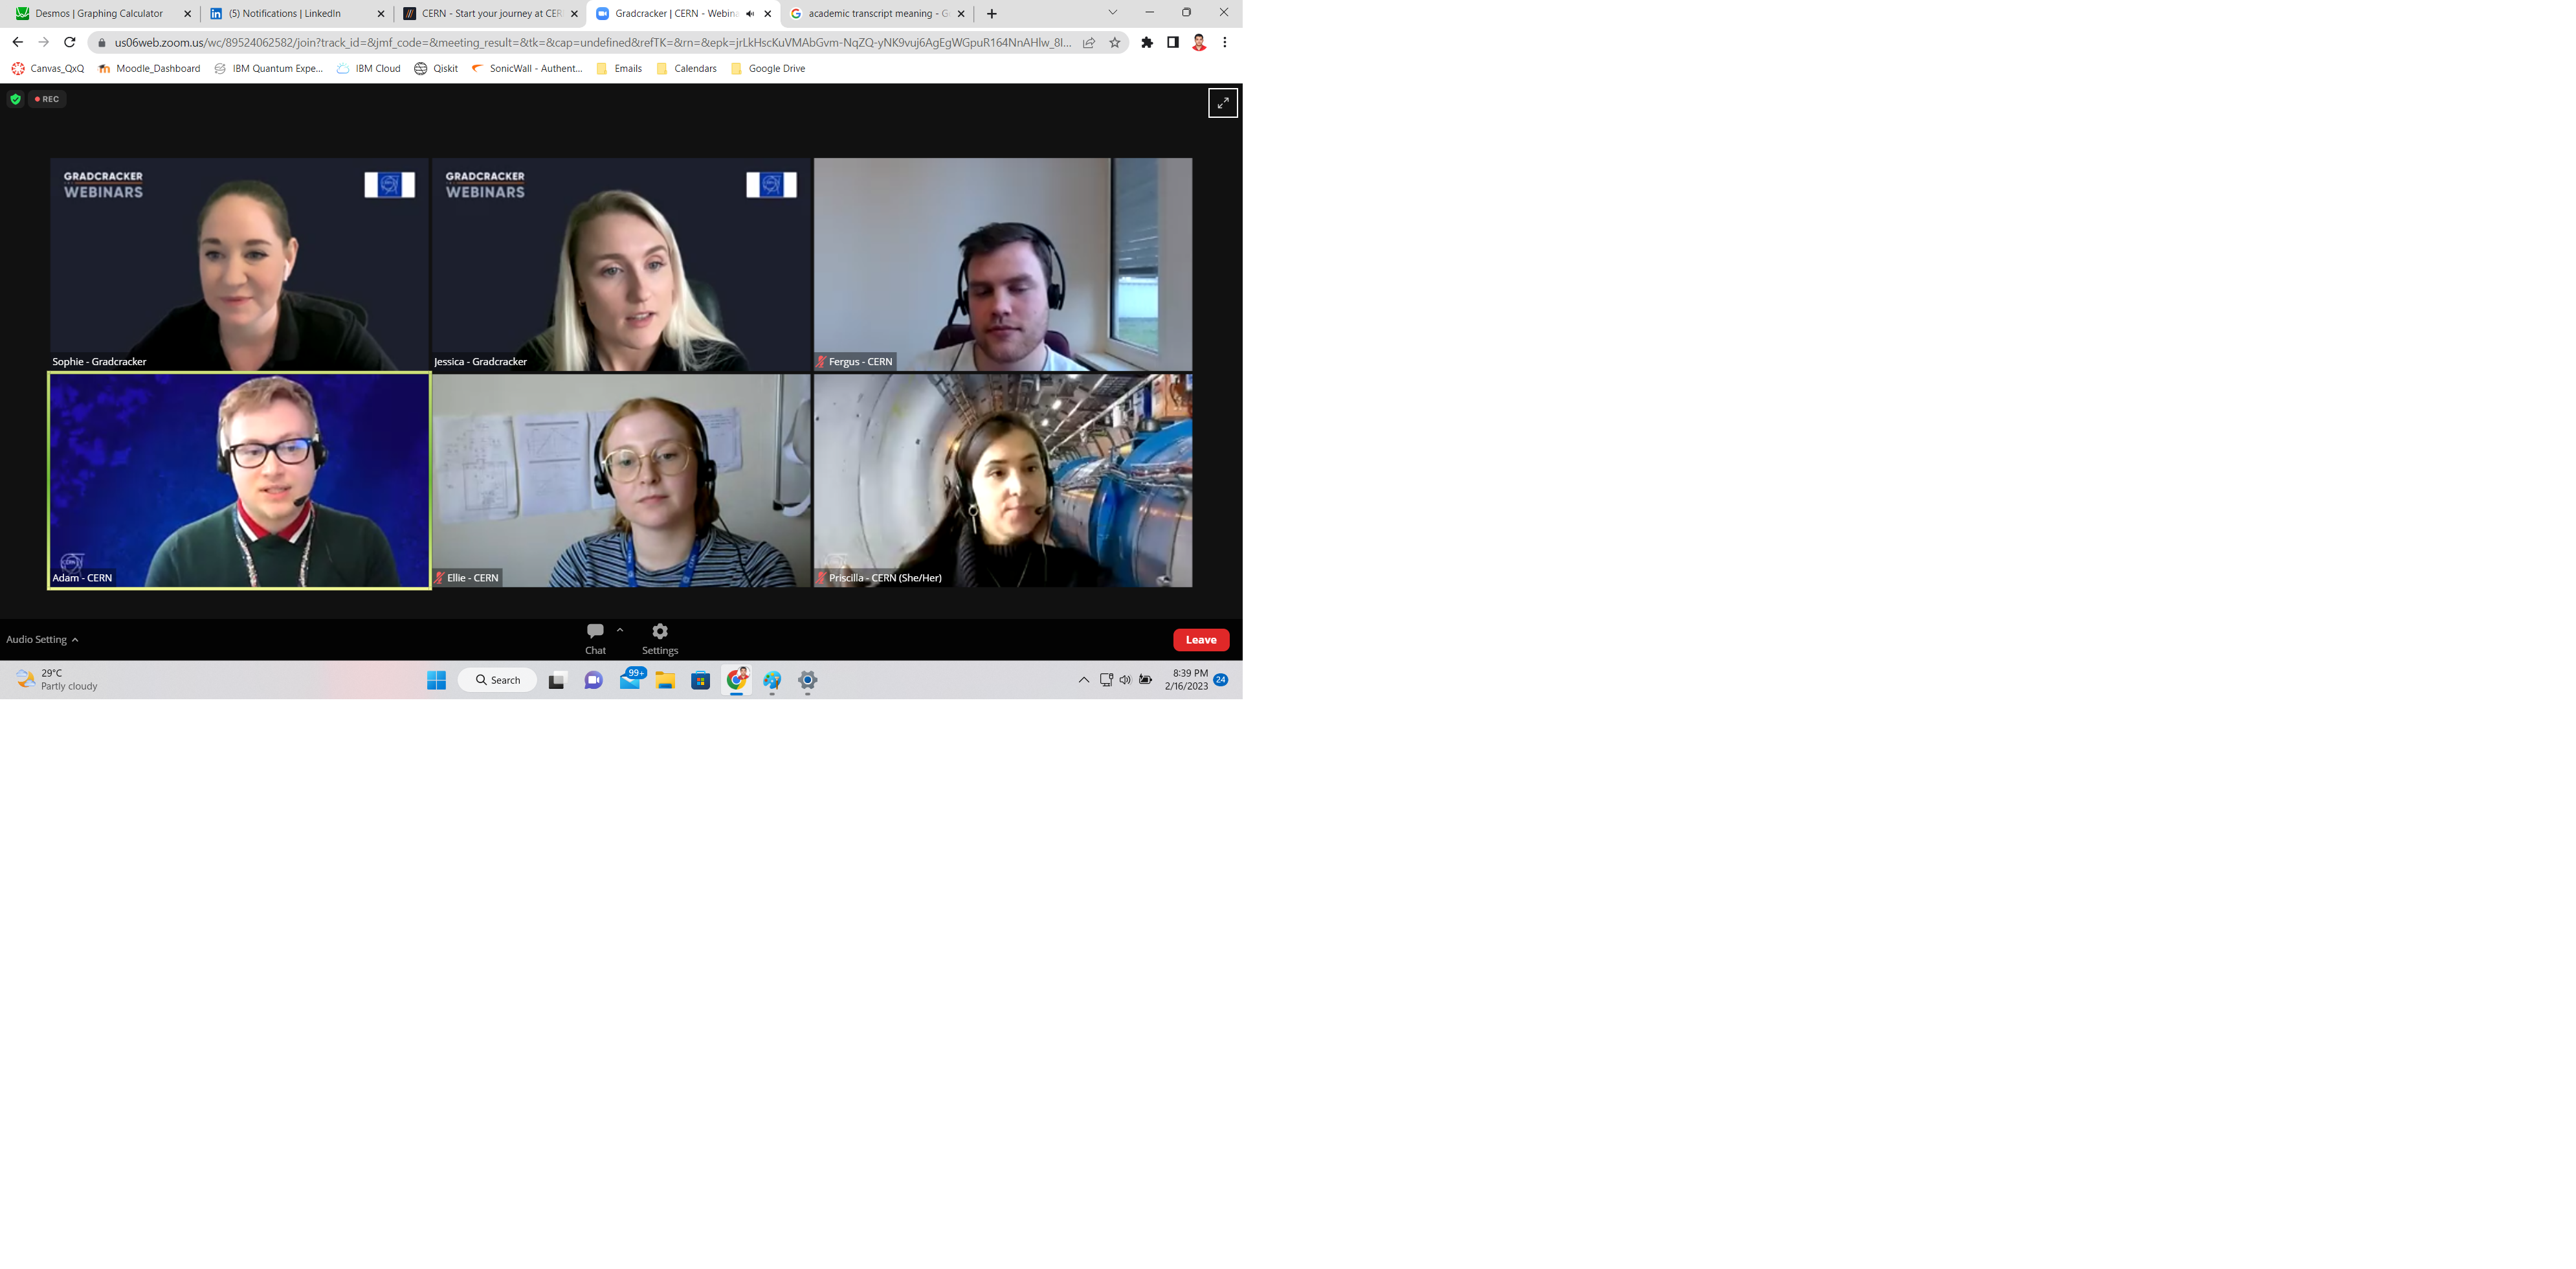 Desmos | Graphing Calculator
(5) Notifications | LinkedIn
CERN - Start your journey at CER
Gradcracker | CERN - Webina
academic transcript meaning - G
us06web.zoom.us/wc/89524062582/join?track_id=&jmf_code=&meeting_result=&tk=&cap=undefined&refTK=&rn=&epk=jrLkHscKuVMAbGvm-NqZQ-yNK9vuj6AgEgWGpuR164NnAHlw_8I...
Canvas_QxQ
Moodle_Dashboard
IBM Quantum Expe...
IBM Cloud
Qiskit
SonicWall - Authent...
Emails
Calendars
Google Drive
REC
GRADCRACKER
WEBINARS
GRADCRACKER
WEBINARS
Sophie - Gradcracker
Jessica - Gradcracker
Fergus - CERN
Adam - CERN
Ellie - CERN
Priscilla - CERN (She/Her)
Audio Setting
Chat
Settings
Leave
29°C
Partly cloudy
Search
99+
8:39 PM
2/16/2023
24